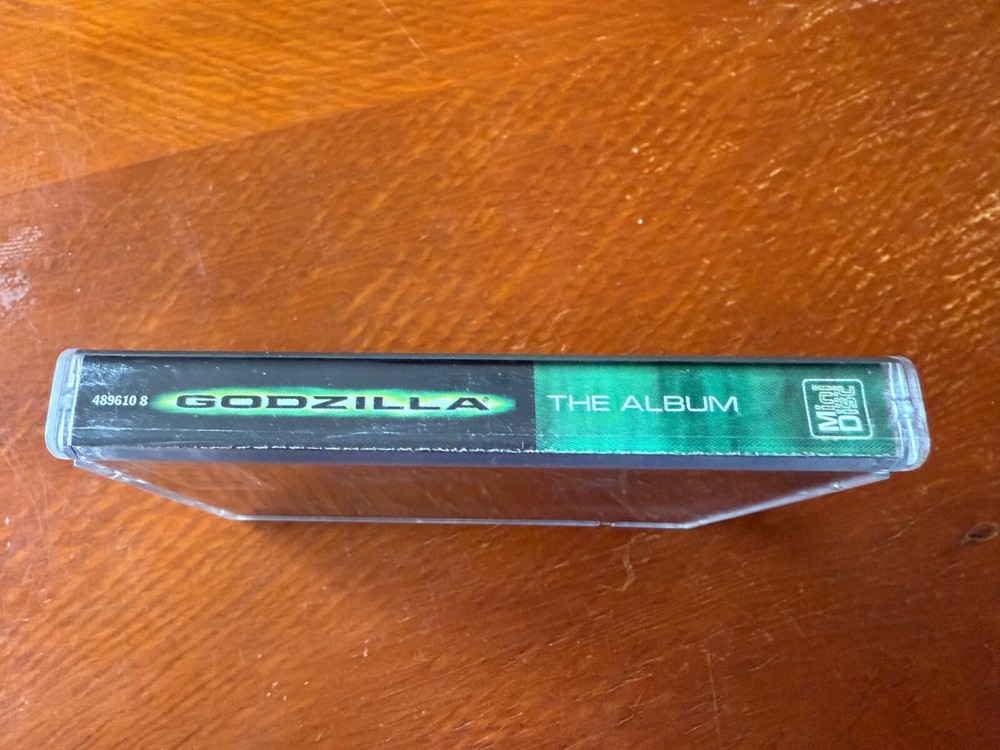 489610 8 GODZILLA® THE ALBUM
Mini
Disc